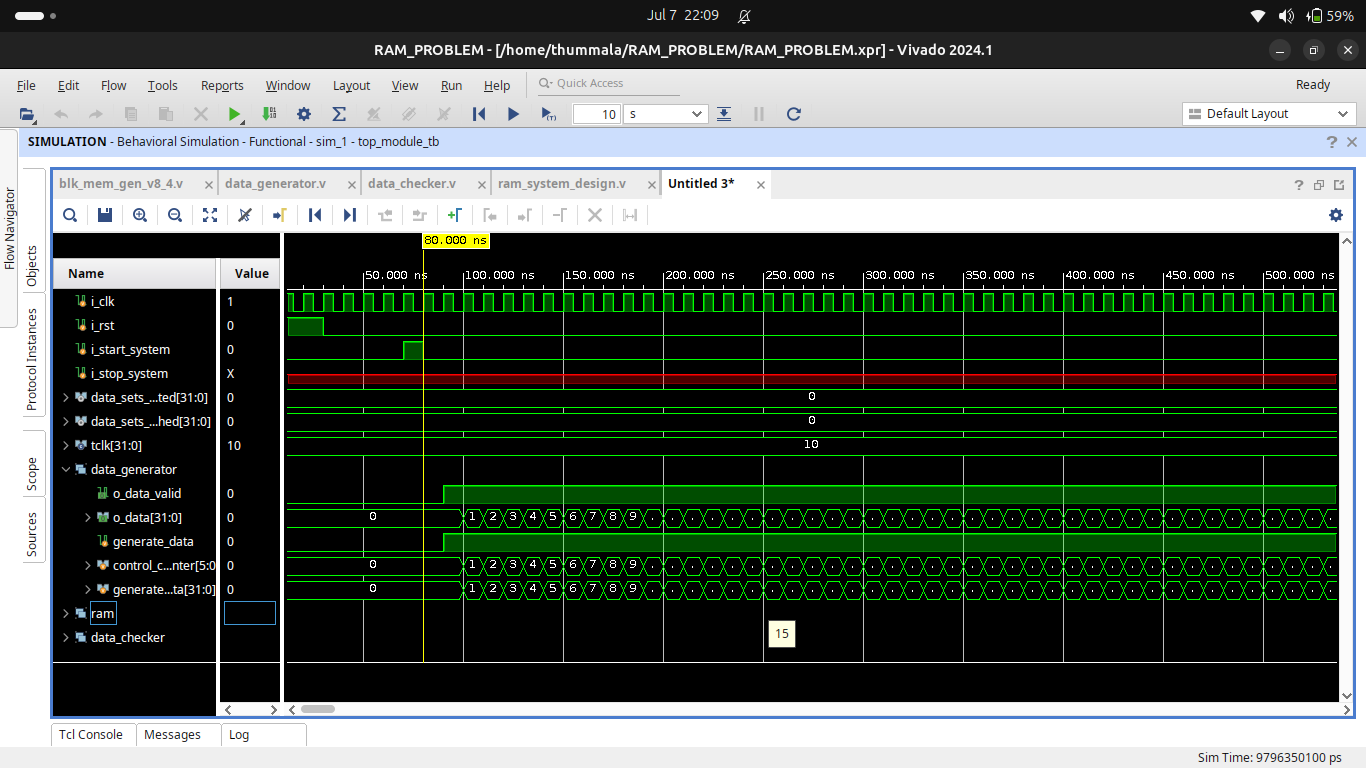 Jul 7 22:09
59%
RAM_PROBLEM - [/home/thummala/RAM_PROBLEM/RAM_PROBLEM.xpr] - Vivado 2024.1
File Edit Flow Tools Reports Window Layout View Run Help Quick Access Ready
10 s Default Layout
SIMULATION - Behavioral Simulation - Functional - sim_1 - top_module_tb
Flow Navigator
Objects
Protocol Instances
Scope
Sources
blk_mem_gen_v8_4.v data_generator.v data_checker.v ram_system_design.v Untitled 3*
80.000 ns
Name Value 50.000 ns 100.000 ns 150.000 ns 200.000 ns 250.000 ns 300.000 ns 350.000 ns 400.000 ns 450.000 ns 500.000 ns
i_clk 1
i_rst 0
i_start_system 0
i_stop_system X
data_sets_...ted[31:0] 0 0
data_sets_...hed[31:0] 0 0
tclk[31:0] 10 10
data_generator
o_data_valid 0
o_data[31:0] 0 0 1 2 3 4 5 6 7 8 9
generate_data 0
control_c...nter[5:0 0 0 1 2 3 4 5 6 7 8 9
generate...ta[31:0] 0 0 1 2 3 4 5 6 7 8 9
ram
data_checker
15
Tcl Console Messages Log
Sim Time: 9796350100 ps